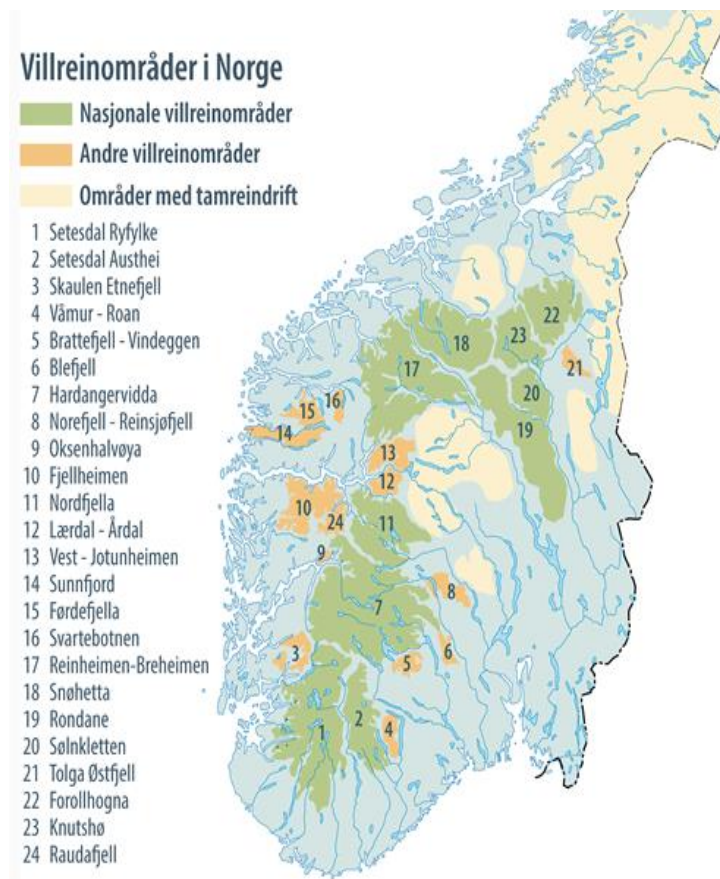 Villreinområder i Norge
Nasjonale villreinområder
Andre villreinområder
Områder med tamreindrift
1 Setesdal Ryfylke
2 Setesdal Austhei
3 Skaulen Etnefjell
4 Våmur - Roan
5 Brattefjell - Vindeggen
6 Blefjell
7 Hardangervidda
8 Norefjell - Reinsjøfjell
9 Oksenhalvøya
10 Fjellheimen
11 Nordfjella
12 Lærdal - Årdal
13 Vest - Jotunheimen
14 Sunnfjord
15 Førdefjella
16 Svartebotnen
17 Reinheimen-Breheimen
18 Snøhetta
19 Rondane
20 Sølnkletten
21 Tolga Østfjell
22 Forollhogna
23 Knutshø
24 Raudafjell
22
23
18
21
17
20
16
15
19
14
13
12
10
24
11
9
8
7
3
6
5
2
4
1